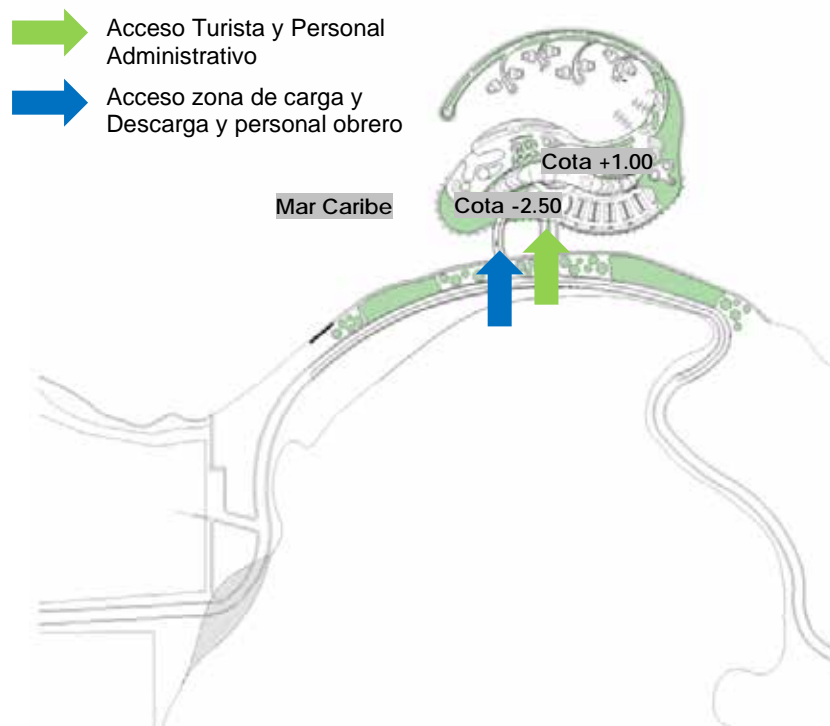 Acceso Turista y Personal
Administrativo
Acceso zona de carga y
Descarga y personal obrero
Cota +1.00
Mar Caribe
Cota -2.50